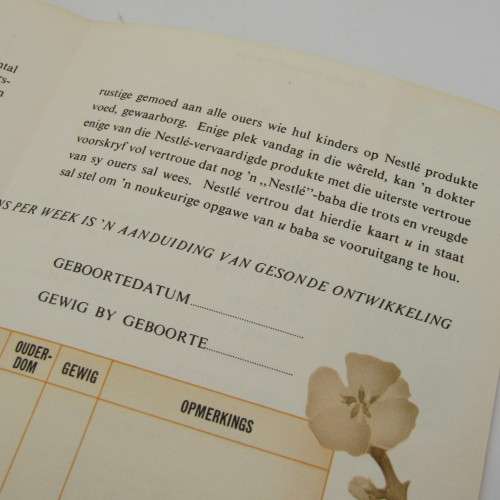 ntal
rs-
n
rustige gemoed aan alle ouers wie hul kinders op Nestlé produkte
voed, gewaarborg. Enige plek vandag in die wêreld, kan 'n dokter
enige van die Nestlé-vervaardigde produkte met die uiterste vertroue
voorskryf vol vertroue dat nog 'n „Nestlé"-baba die trots en vreugde
van sy ouers sal wees. Nestlé vertrou dat hierdie kaart u in staat
sal stel om 'n noukeurige opgawe van u baba se vooruitgang te hou.
NS PER WEEK IS 'N AANDUIDING VAN GESONDE ONTWIKKELING
GEBOORTEDATUM
GEWIG BY GEBOORTE
OUDER-
DOM
GEWIG
OPMERKINGS